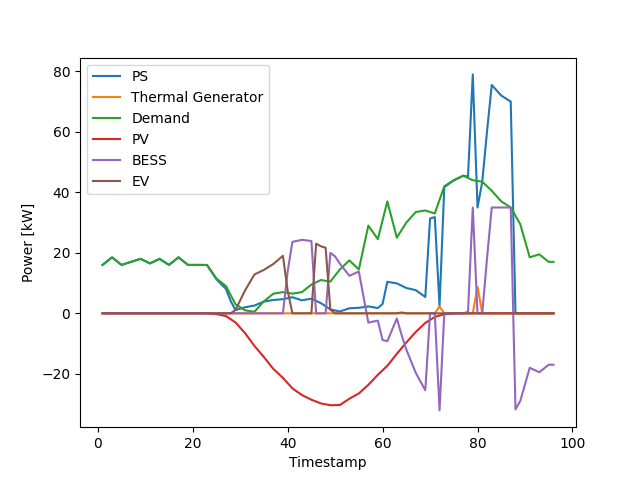 PS
Thermal Generator
Demand
PV
BESS
EV
Power [kW]
80
60
40
20
0
−20
0 20 40 60 80 100
Timestamp